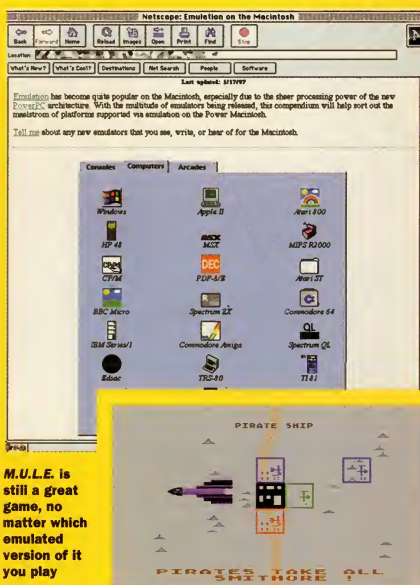 Netscape: Emulation on the Macintosh
Back Forward Home Reload Images Open Print Find Stop
Location:
What's New? What's Cool? Destinations Net Search People Software
Last updated: 1/17/97
Emulation has become quite popular on the Macintosh, especially due to the sheer processing power of the new
PowerPC architecture. With the multitude of emulators being released, this compendium will help sort out the
maelstrom of platforms supported via emulation on the Power Macintosh.
Tell me about any new emulators that you see, write, or hear of for the Macintosh.
Consoles Computers Arcades
Windows Apple II Atari 800
MSX
HP 48 MSX MIPS R2000
CP/M DEC
CP/M PDP-8/E Atari ST
BBC Micro Spectrum ZX Commodore 64
QL
IBM Series/1 Commodore Amiga Spectrum QL
Edsac TRS-80 TI 81
PIRATE SHIP
PIRATES TAKE ALL
SMITHORE
M.U.L.E. is
still a great
game, no
matter which
emulated
version of it
you play